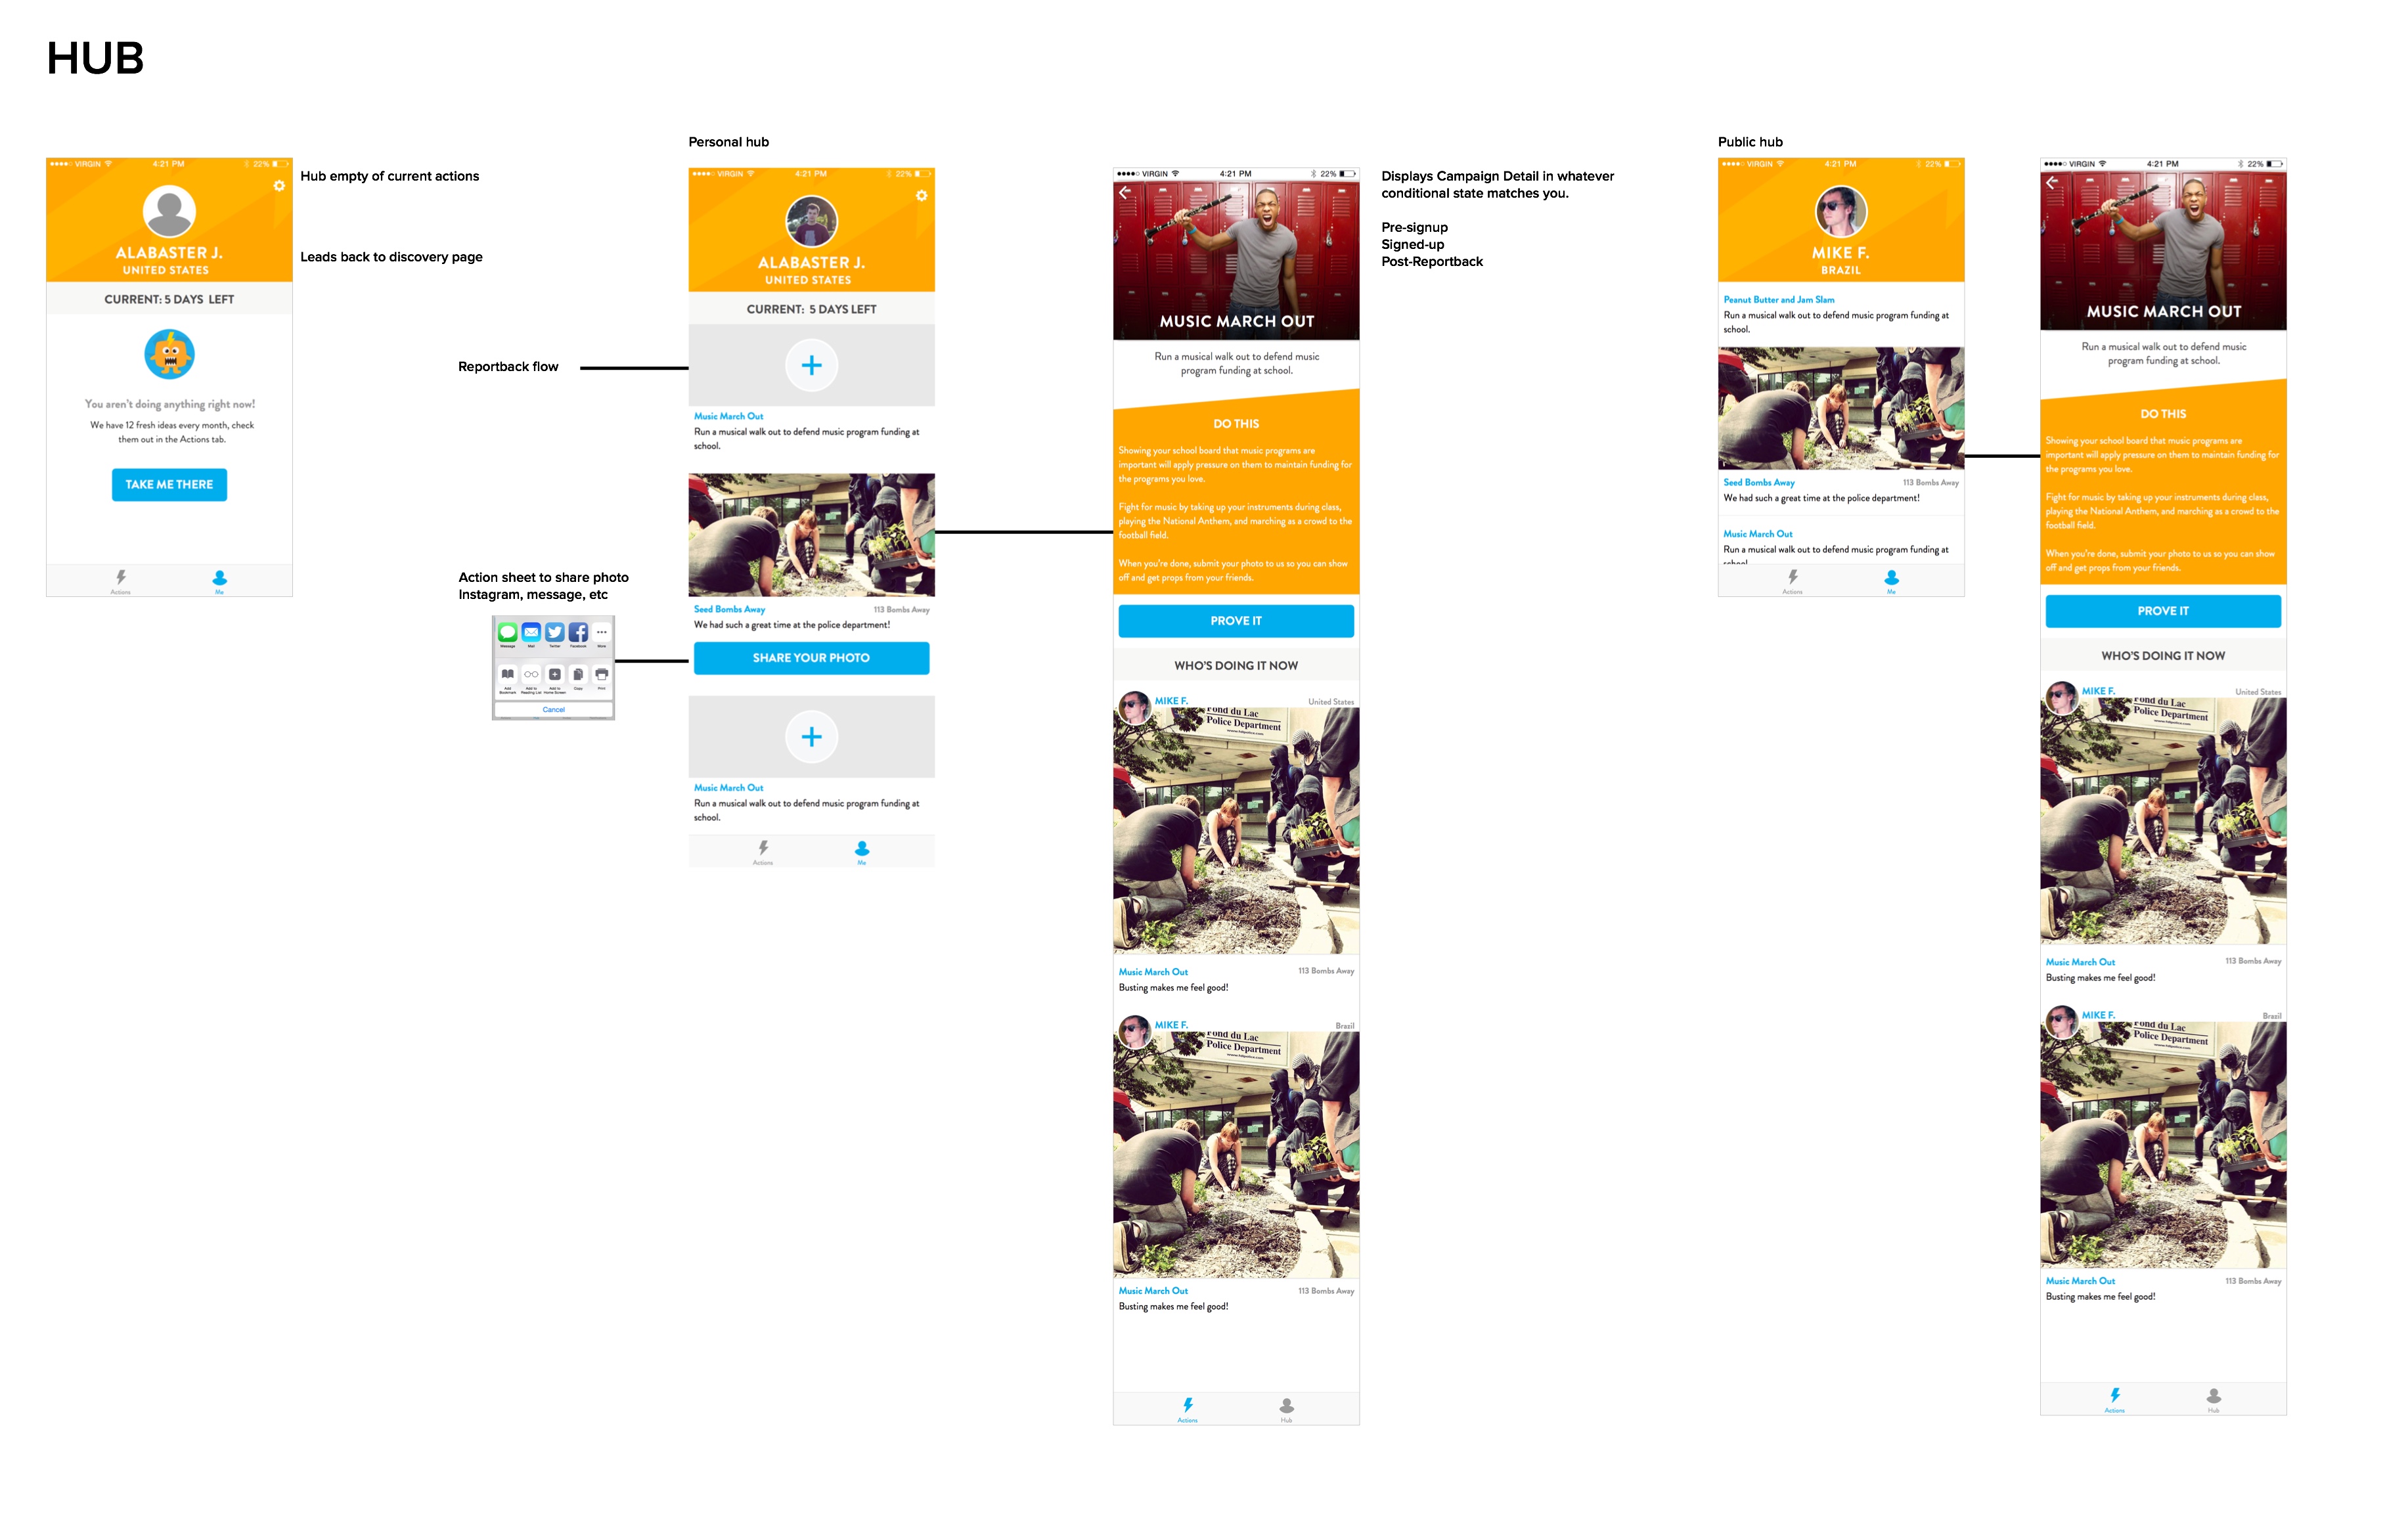 HUB
VIRGIN 4:21 PM 22%
ALABASTER J.
UNITED STATES
CURRENT: 5 DAYS LEFT
You aren't doing anything right now!
We have 12 fresh ideas every month, check
them out in the Actions tab.
TAKE ME THERE
Actions Me
Hub empty of current actions
Leads back to discovery page
Reportback flow
Action sheet to share photo
Instagram, message, etc
Message Mail Twitter Facebook More
Add Bookmark Add to Reading List Add to Home Screen Copy Print
Cancel
Personal hub
VIRGIN 4:21 PM 22%
ALABASTER J.
UNITED STATES
CURRENT: 5 DAYS LEFT
Music March Out
Run a musical walk out to defend music program funding at
school.
Seed Bombs Away 113 Bombs Away
We had such a great time at the police department!
SHARE YOUR PHOTO
Music March Out
Run a musical walk out to defend music program funding at
school.
Actions Me
VIRGIN 4:21 PM 22%
MUSIC MARCH OUT
Run a musical walk out to defend music
program funding at school.
DO THIS
Showing your school board that music programs are
important will apply pressure on them to maintain funding for
the programs you love.
Fight for music by taking up your instruments during class,
playing the National Anthem, and marching as a crowd to the
football field.
When you're done, submit your photo to us so you can show
off and get props from your friends.
PROVE IT
WHO'S DOING IT NOW
MIKE F. United States
Fond du Lac
Police Department
Music March Out 113 Bombs Away
Busting makes me feel good!
MIKE F. Brazil
Fond du Lac
Police Department
Music March Out 113 Bombs Away
Busting makes me feel good!
Actions Hub
Displays Campaign Detail in whatever
conditional state matches you.
Pre-signup
Signed-up
Post-Reportback
Public hub
VIRGIN 4:21 PM 22%
MIKE F.
BRAZIL
Peanut Butter and Jam Slam
Run a musical walk out to defend music program funding at
school.
Seed Bombs Away 113 Bombs Away
We had such a great time at the police department!
Music March Out
Run a musical walk out to defend music program funding at
school
Actions Me
VIRGIN 4:21 PM 22%
MUSIC MARCH OUT
Run a musical walk out to defend music
program funding at school.
DO THIS
Showing your school board that music programs are
important will apply pressure on them to maintain funding for
the programs you love.
Fight for music by taking up your instruments during class,
playing the National Anthem, and marching as a crowd to the
football field.
When you're done, submit your photo to us so you can show
off and get props from your friends.
PROVE IT
WHO'S DOING IT NOW
MIKE F. United States
Fond du Lac
Police Department
Music March Out 113 Bombs Away
Busting makes me feel good!
MIKE F. Brazil
Fond du Lac
Police Department
Music March Out 113 Bombs Away
Busting makes me feel good!
Actions Hub